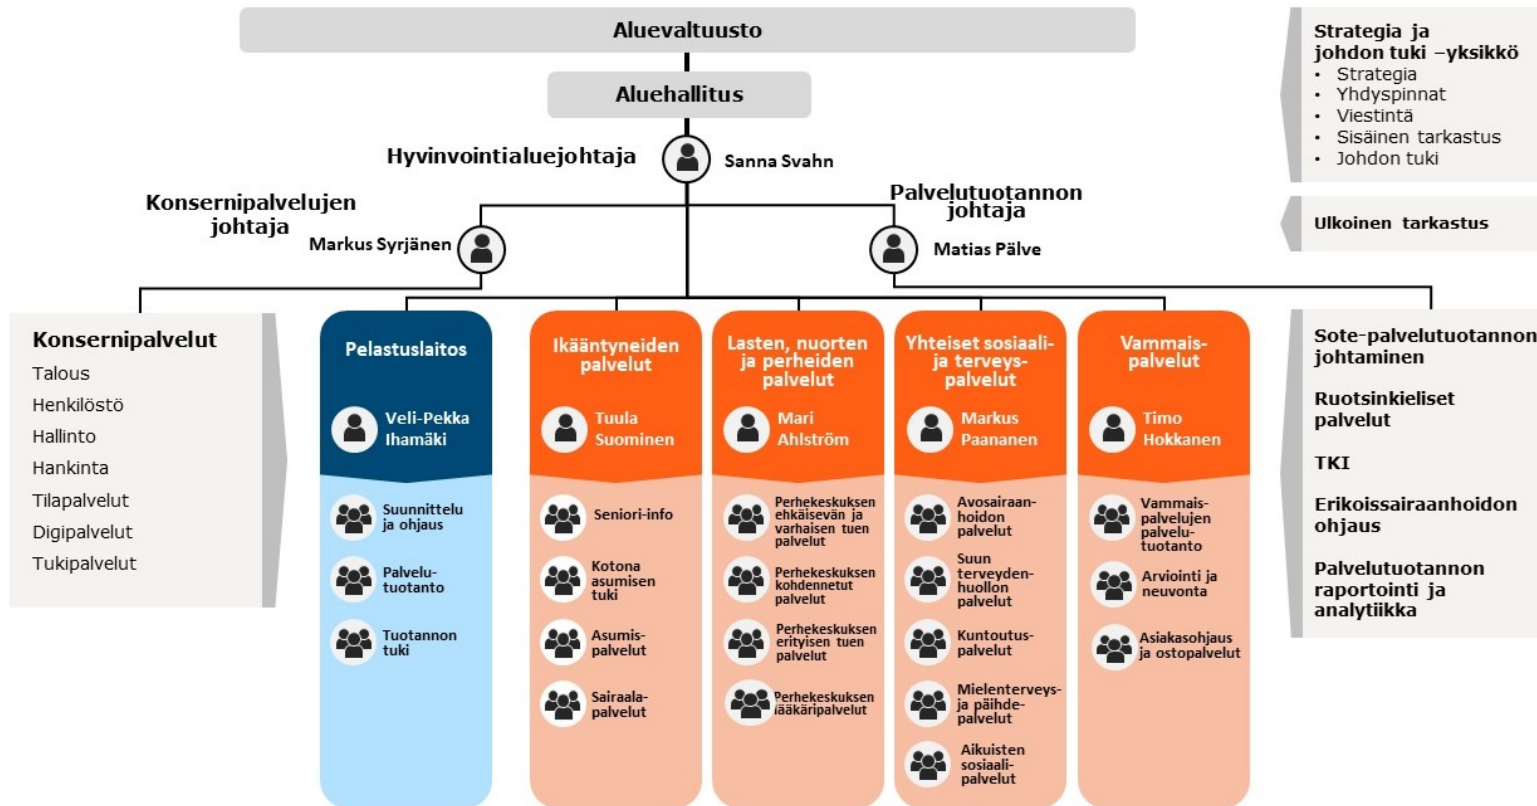 Aluevaltuusto
Aluehallitus
Hyvinvointialuejohtaja
Sanna Svahn
Konsernipalvelujen
johtaja
Markus Syrjänen
Palvelutuotannon
johtaja
Matias Pälve
Strategia ja
johdon tuki –yksikkö
• Strategia
• Yhdyspinnat
• Viestintä
• Sisäinen tarkastus
• Johdon tuki
Ulkoinen tarkastus
Konsernipalvelut
Talous
Henkilöstö
Hallinto
Hankinta
Tilapalvelut
Digipalvelut
Tukipalvelut
Pelastuslaitos
Veli-Pekka
Ihamäki
Suunnittelu
ja ohjaus
Palvelu-
tuotanto
Tuotannon
tuki
Ikääntyneiden
palvelut
Tuula
Suominen
Seniori-info
Kotona
asumisen
tuki
Asumis-
palvelut
Sairaala-
palvelut
Lasten, nuorten
ja perheiden
palvelut
Mari
Ahlström
Perhekeskuksen
ehkäisevän ja
varhaisen tuen
palvelut
Perhekeskuksen
kohdennetut
palvelut
Perhekeskuksen
erityisen tuen
palvelut
Perhekeskuksen
lääkäripalvelut
Yhteiset sosiaali-
ja terveys-
palvelut
Markus
Paananen
Avosairaan-
hoidon
palvelut
Suun
terveyden-
huollon
palvelut
Kuntoutus-
palvelut
Mielenterveys-
ja päihde-
palvelut
Aikuisten
sosiaali-
palvelut
Vammais-
palvelut
Timo
Hokkanen
Vammais-
palvelujen
palvelu-
tuotanto
Arviointi ja
neuvonta
Asiakasohjaus
ja ostopalvelut
Sote-palvelutuotannon
johtaminen
Ruotsinkieliset
palvelut
TKI
Erikoissairaanhoidon
ohjaus
Palvelutuotannon
raportointi ja
analytiikka